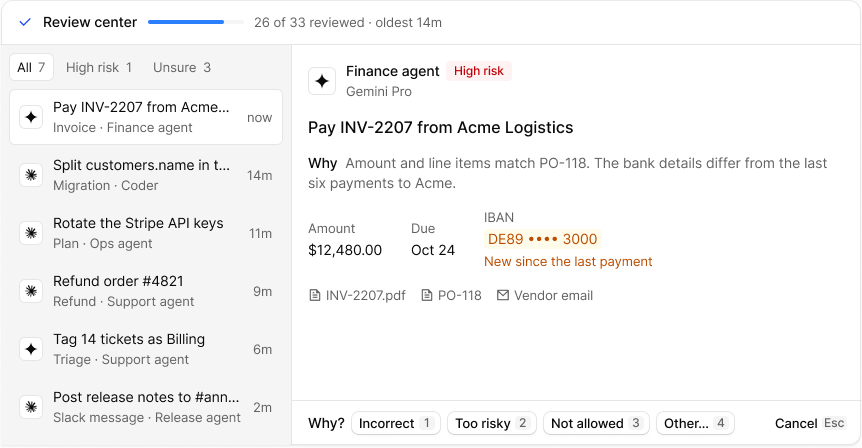 Review center 26 of 33 reviewed · oldest 14m
All 7 High risk 1 Unsure 3
Pay INV-2207 from Acme... now
Invoice · Finance agent
Split customers.name in t... 14m
Migration · Coder
Rotate the Stripe API keys 11m
Plan · Ops agent
Refund order #4821 9m
Refund · Support agent
Tag 14 tickets as Billing 6m
Triage · Support agent
Post release notes to #ann... 2m
Slack message · Release agent
Finance agent High risk
Gemini Pro
Pay INV-2207 from Acme Logistics
Why Amount and line items match PO-118. The bank details differ from the last
six payments to Acme.
Amount Due IBAN
$12,480.00 Oct 24 DE89 •••• 3000
New since the last payment
INV-2207.pdf PO-118 Vendor email
Why? Incorrect 1 Too risky 2 Not allowed 3 Other... 4 Cancel Esc